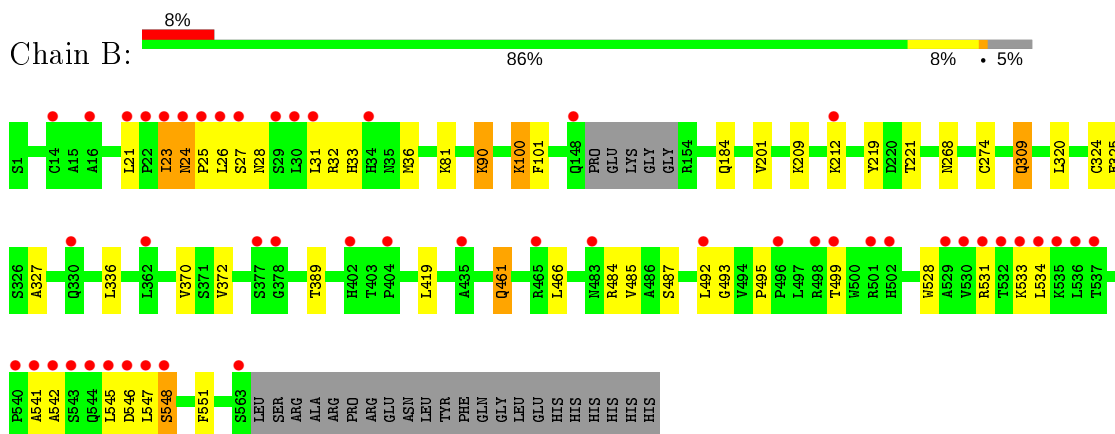 8%
Chain B:
86% 8% • 5%
S1 C14 A15 A16 L21 P22 I23 N24 P25 L26 S27 N28 S29 L30 L31 R32 H33 H34 N35 M36 K81 K90 K100 F101 Q148 PRO GLU LYS GLY GLY R154 Q184 V201 K209 K212 Y219 D220 T221 N268 C274 Q309 L320 C324
S326 A327 Q330 L336 L362 V370 S371 V372 S377 G378 T389 H402 T403 P404 L419 A435 Q461 R465 L466 N483 R484 V485 A486 S487 L492 G493 V494 P495 P496 L497 R498 T499 W500 R501 H502 W528 A529 V530 R531 T532 K533 L534 K535 L536 T537
P540 A541 A542 S543 Q544 L545 D546 L547 S548 F551 S563 LEU SER ARG ALA ARG PRO ARG GLU ASN LEU TYR PHE GLN GLY LEU GLU HIS HIS HIS HIS HIS HIS